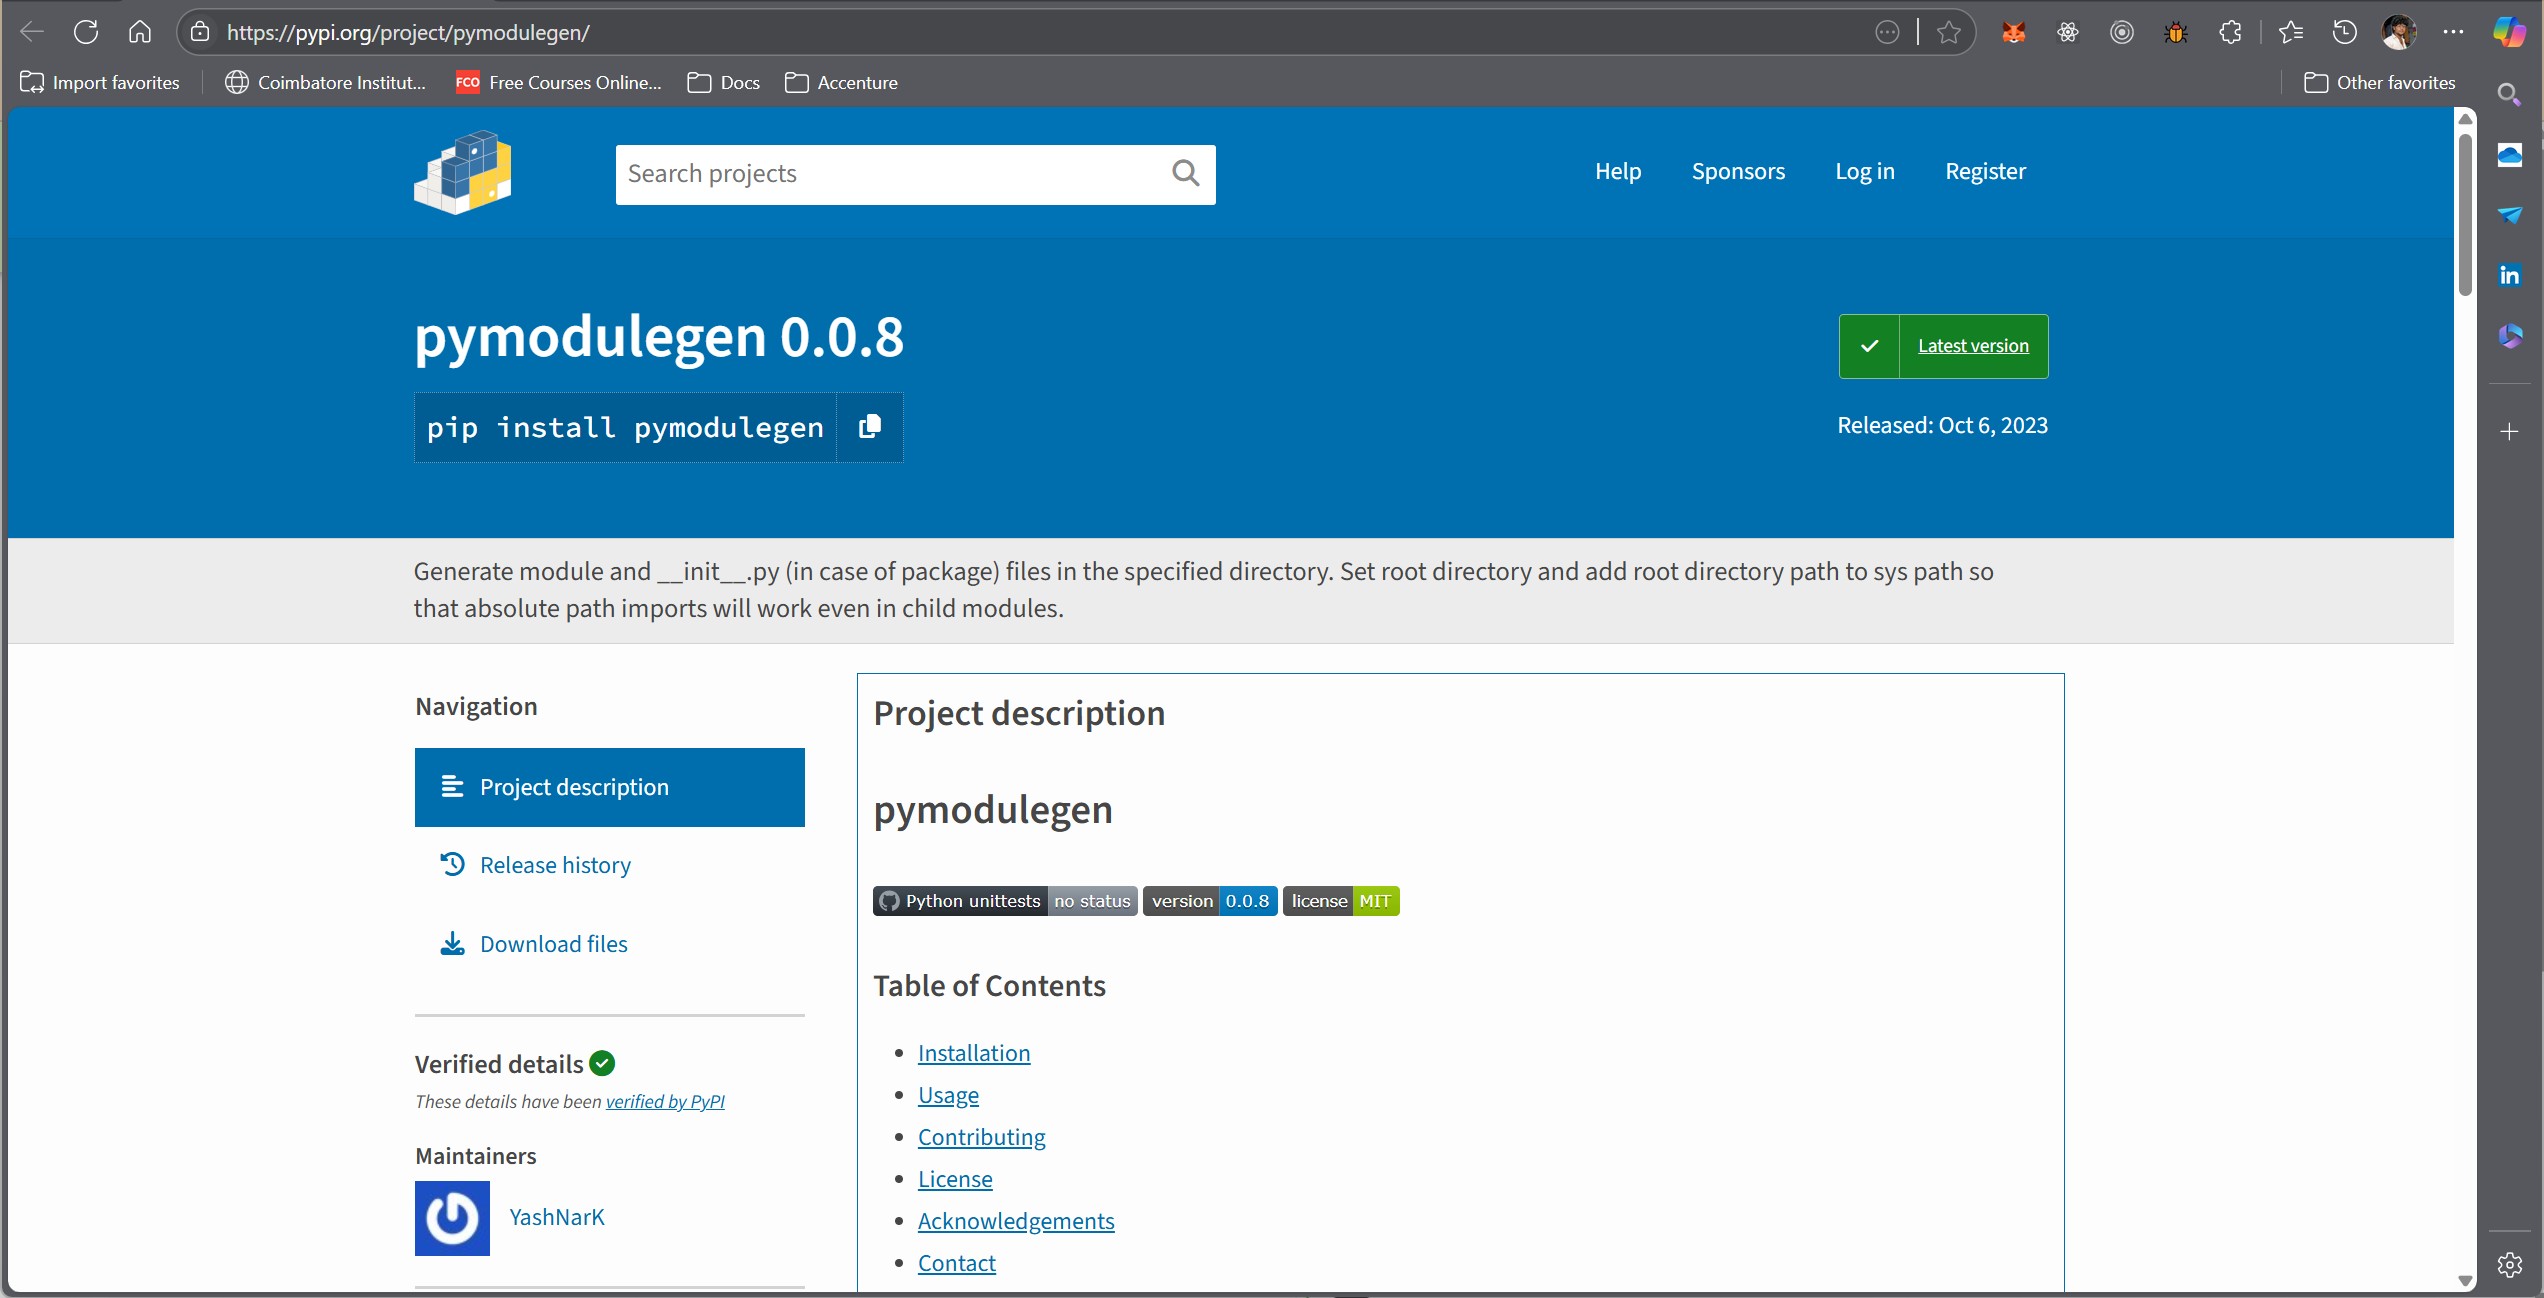 https://pypi.org/project/pymodulegen/
Import favorites
Coimbatore Institut...
FCO Free Courses Online...
Docs
Accenture
Other favorites
Search projects
Help
Sponsors
Log in
Register
pymodulegen 0.0.8
Latest version
pip install pymodulegen
Released: Oct 6, 2023
Generate module and __init__.py (in case of package) files in the specified directory. Set root directory and add root directory path to sys path so
that absolute path imports will work even in child modules.
Navigation
Project description
Release history
Download files
Verified details
These details have been verified by PyPI
Maintainers
YashNarK
Project description
pymodulegen
Python unittests no status version 0.0.8 license MIT
Table of Contents
Installation
Usage
Contributing
License
Acknowledgements
Contact